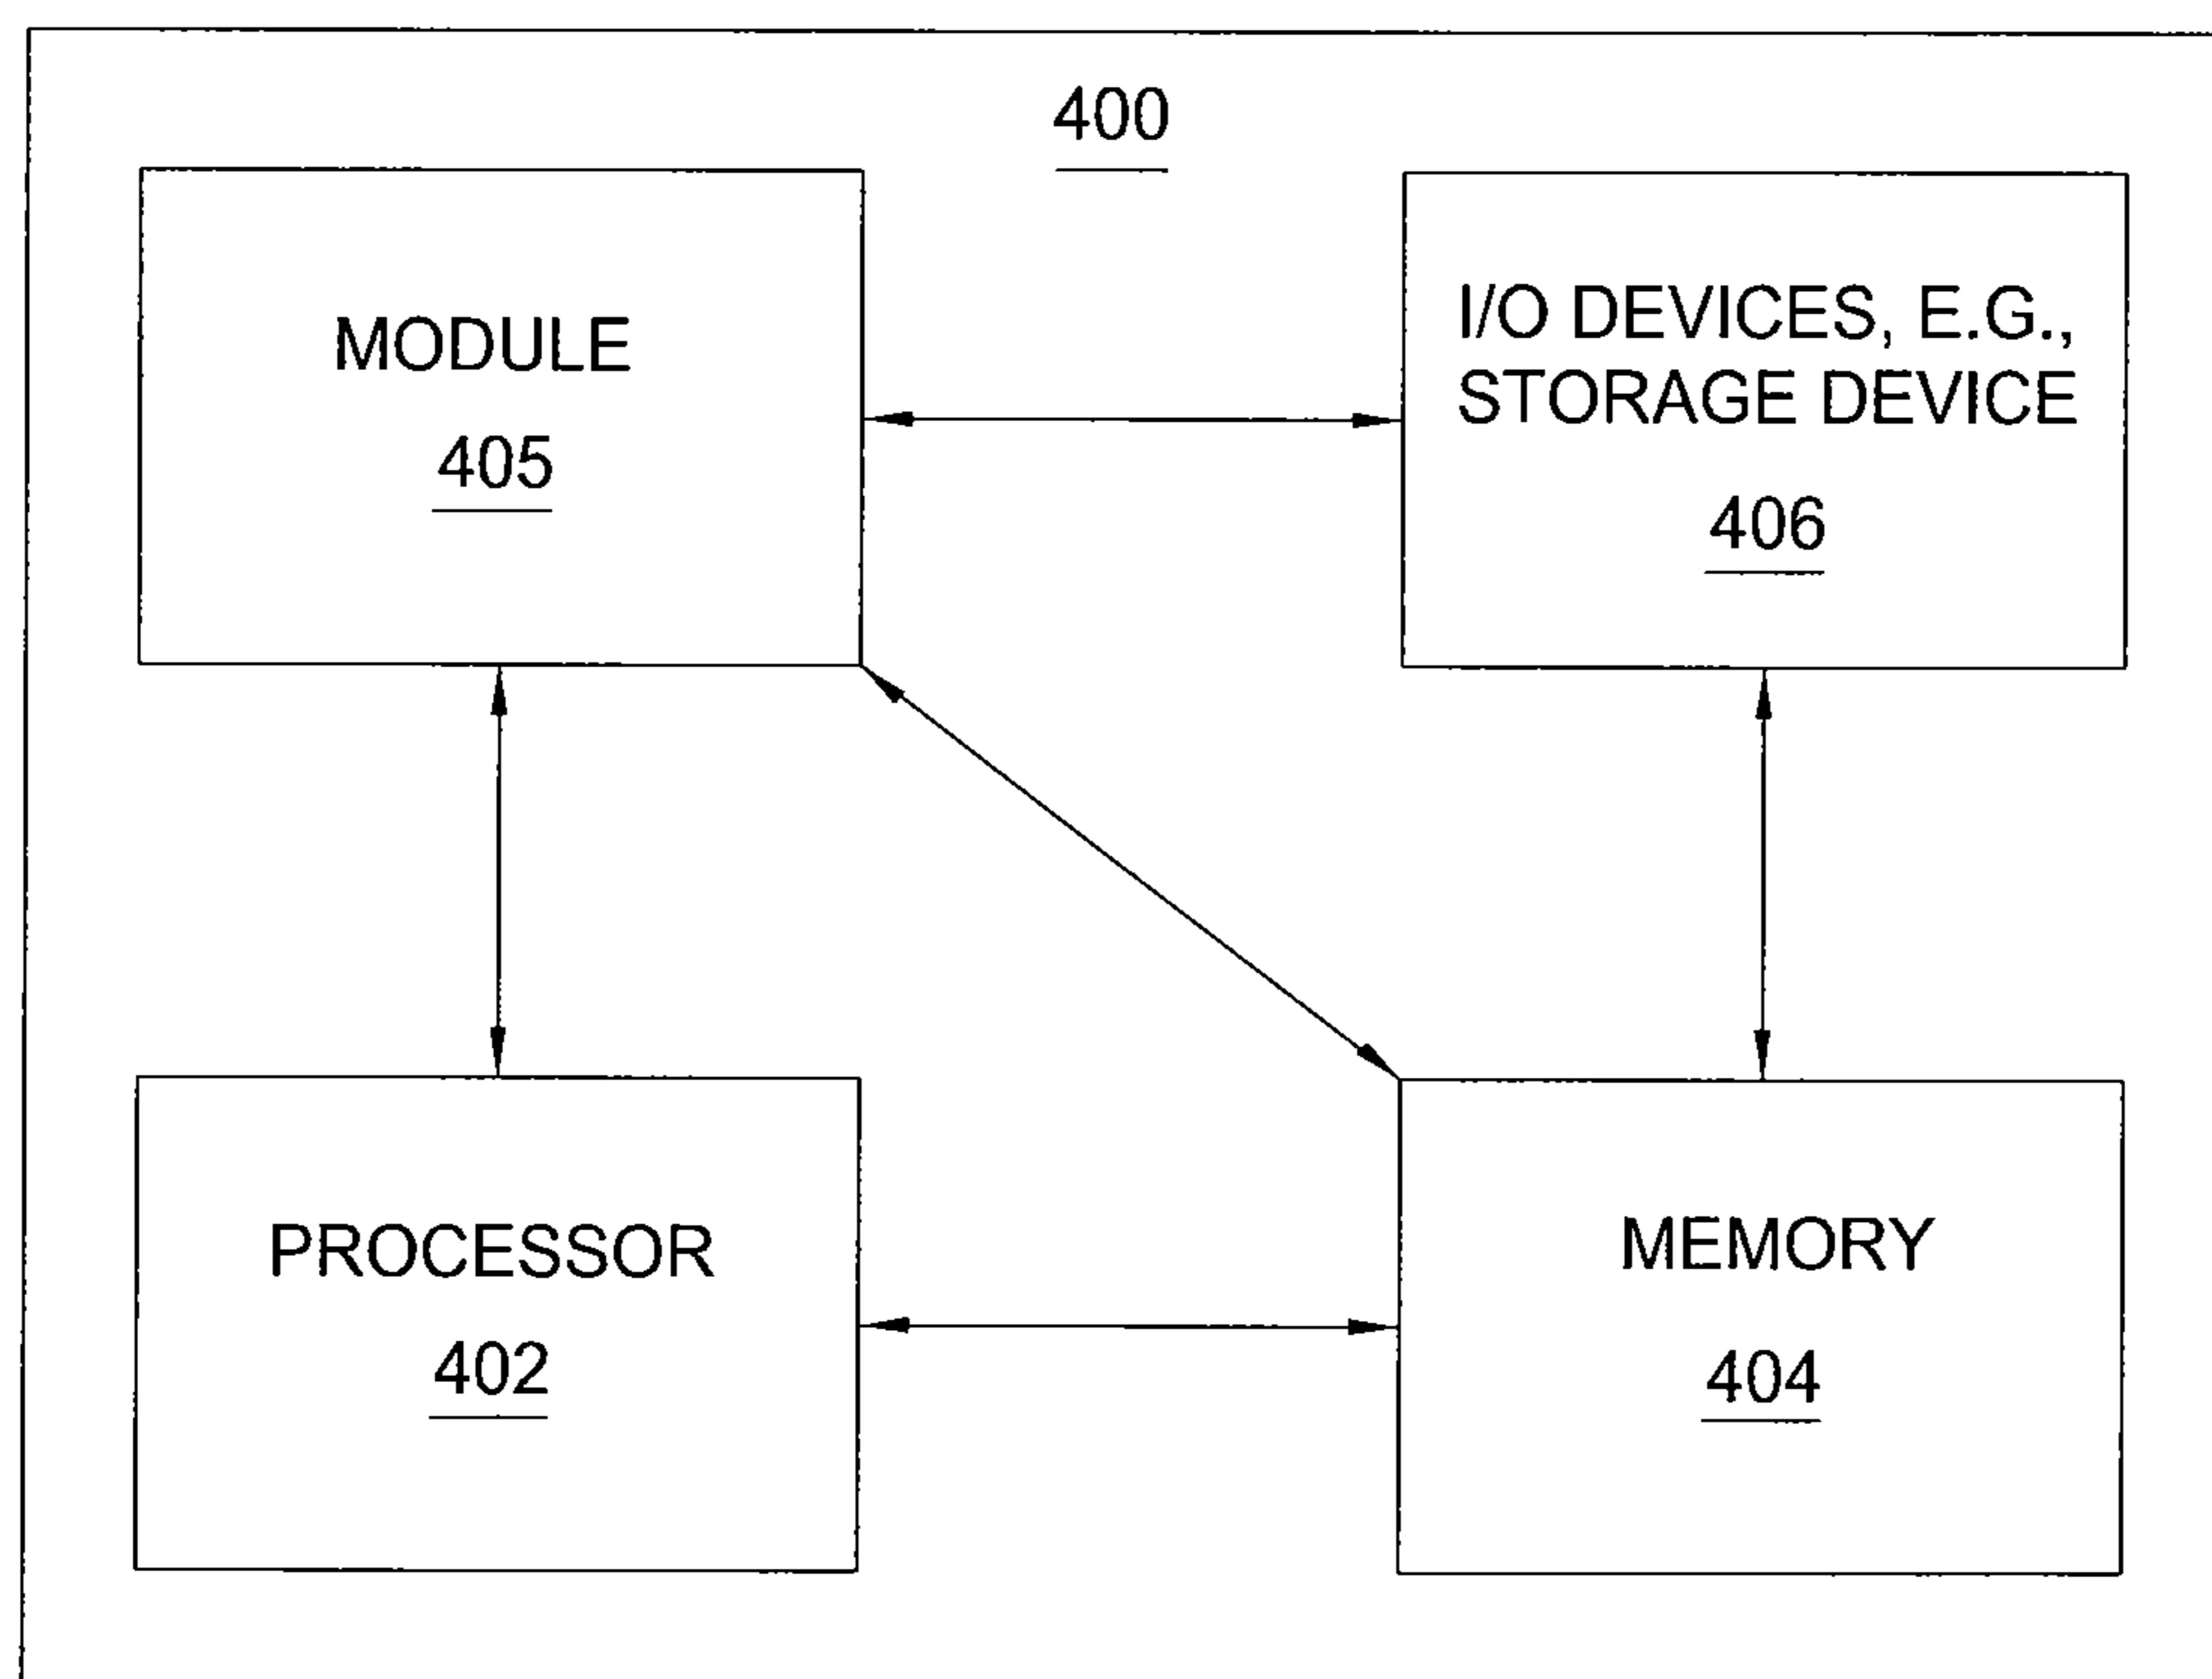 400
MODULE
405
I/O DEVICES, E.G.,
STORAGE DEVICE
406
PROCESSOR
402
MEMORY
404